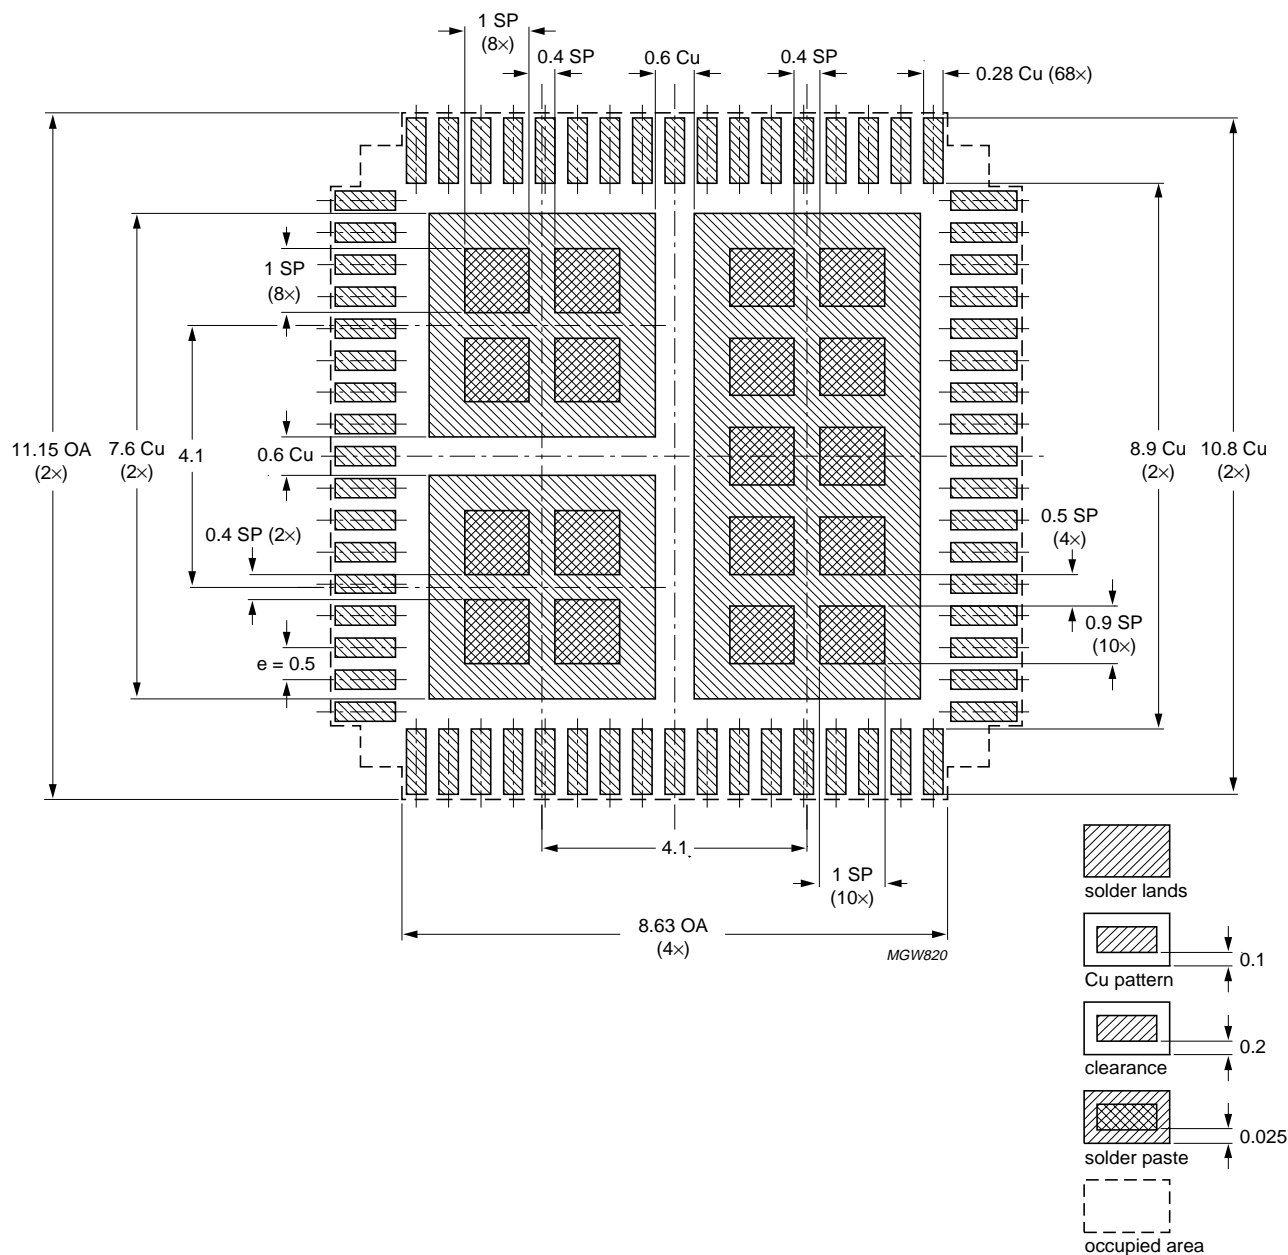 1 SP
(8×)
0.4 SP
0.6 Cu
0.4 SP
0.28 Cu (68×)
1 SP
(8×)
11.15 OA
(2×)
7.6 Cu
(2×)
4.1
0.6 Cu
8.9 Cu
(2×)
10.8 Cu
(2×)
0.4 SP (2×)
0.5 SP
(4×)
0.9 SP
(10×)
e = 0.5
4.1
1 SP
(10×)
8.63 OA
(4×)
MGW820
solder lands
0.1
Cu pattern
0.2
clearance
0.025
solder paste
occupied area